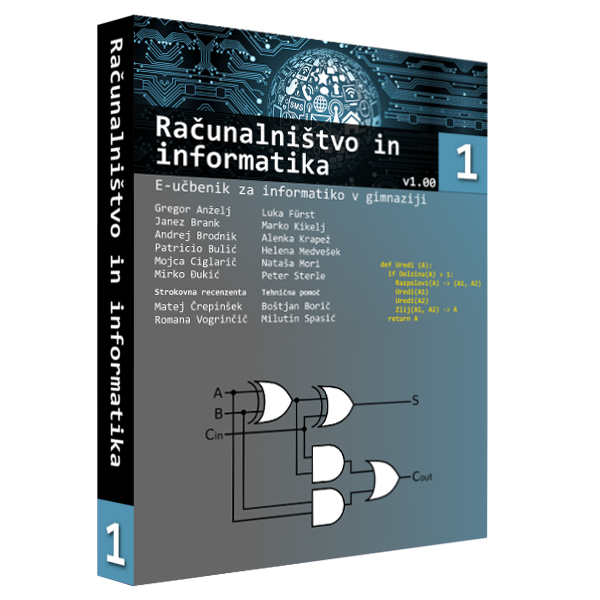 Računalništvo in informatika
1
SMS
Računalništvo in
informatika
v1.00
1
E-učbenik za informatiko v gimnaziji
Gregor Anželj
Janez Brank
Andrej Brodnik
Patricio Bulić
Mojca Ciglarič
Mirko Đukić
Luka Fürst
Marko Kikelj
Alenka Krapež
Helena Medvešek
Nataša Mori
Peter Sterle
Strokovna recenzenta
Matej Črepinšek
Romana Vogrinčič
Tehnična pomoč
Boštjan Borič
Milutin Spasić
def Uredi (A):
if Dolzina(A) > 1:
Razpolovi(A) -> (A1, A2)
Uredi(A1)
Uredi(A2)
Zlij(A1, A2) -> A
return A
A
B
Cin
S
Cout